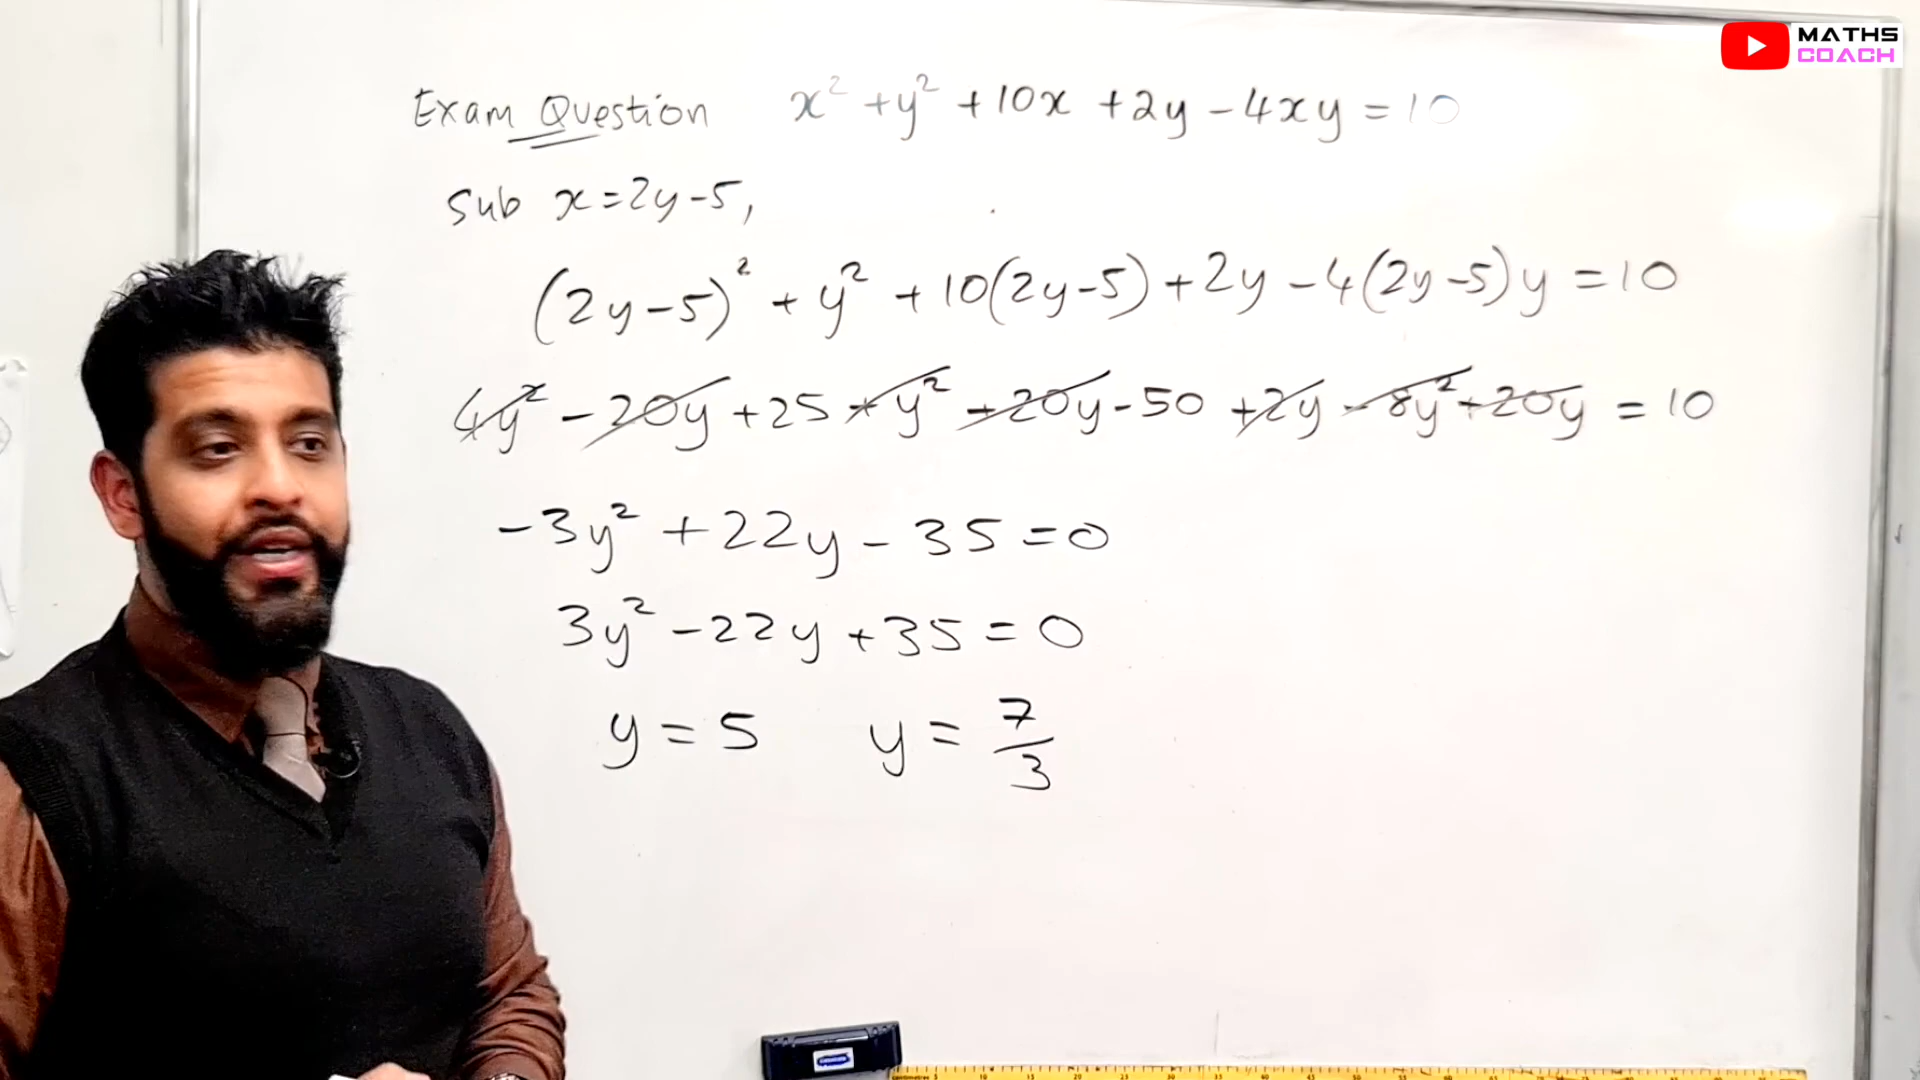 MATHS
COACH
Exam Question x² + y² + 10x + 2y - 4xy = 10
Sub x = 2y - 5,
(2y - 5)² + y² + 10(2y - 5) + 2y - 4(2y - 5)y = 10
4y² - 20y + 25 + y² + 20y - 50 + 2y - 8y² + 20y = 10
-3y² + 22y - 35 = 0
3y² - 22y + 35 = 0
y = 5 y = 7/3